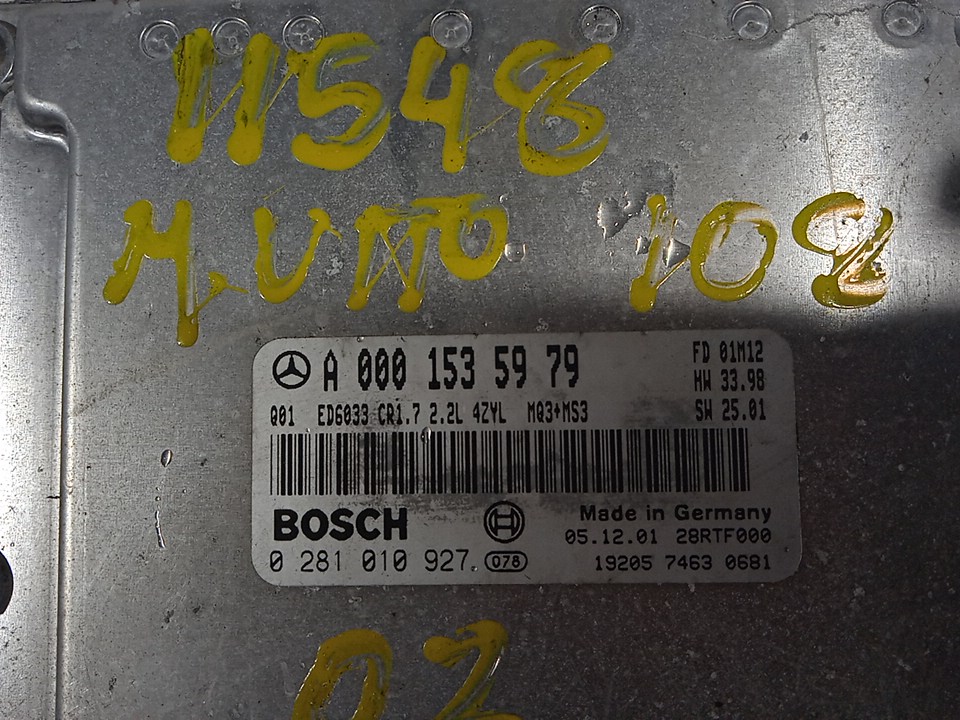 11548
M. VITO 108
A 000 153 59 79
FD 01M12
HW 33.98
Q01 ED6033 CR1.7 2.2L 4ZYL MQ3+MS3
SW 25.01
BOSCH
Made in Germany
05.12.01 28RTF000
0 281 010 927 078
19205 7463 0681
02